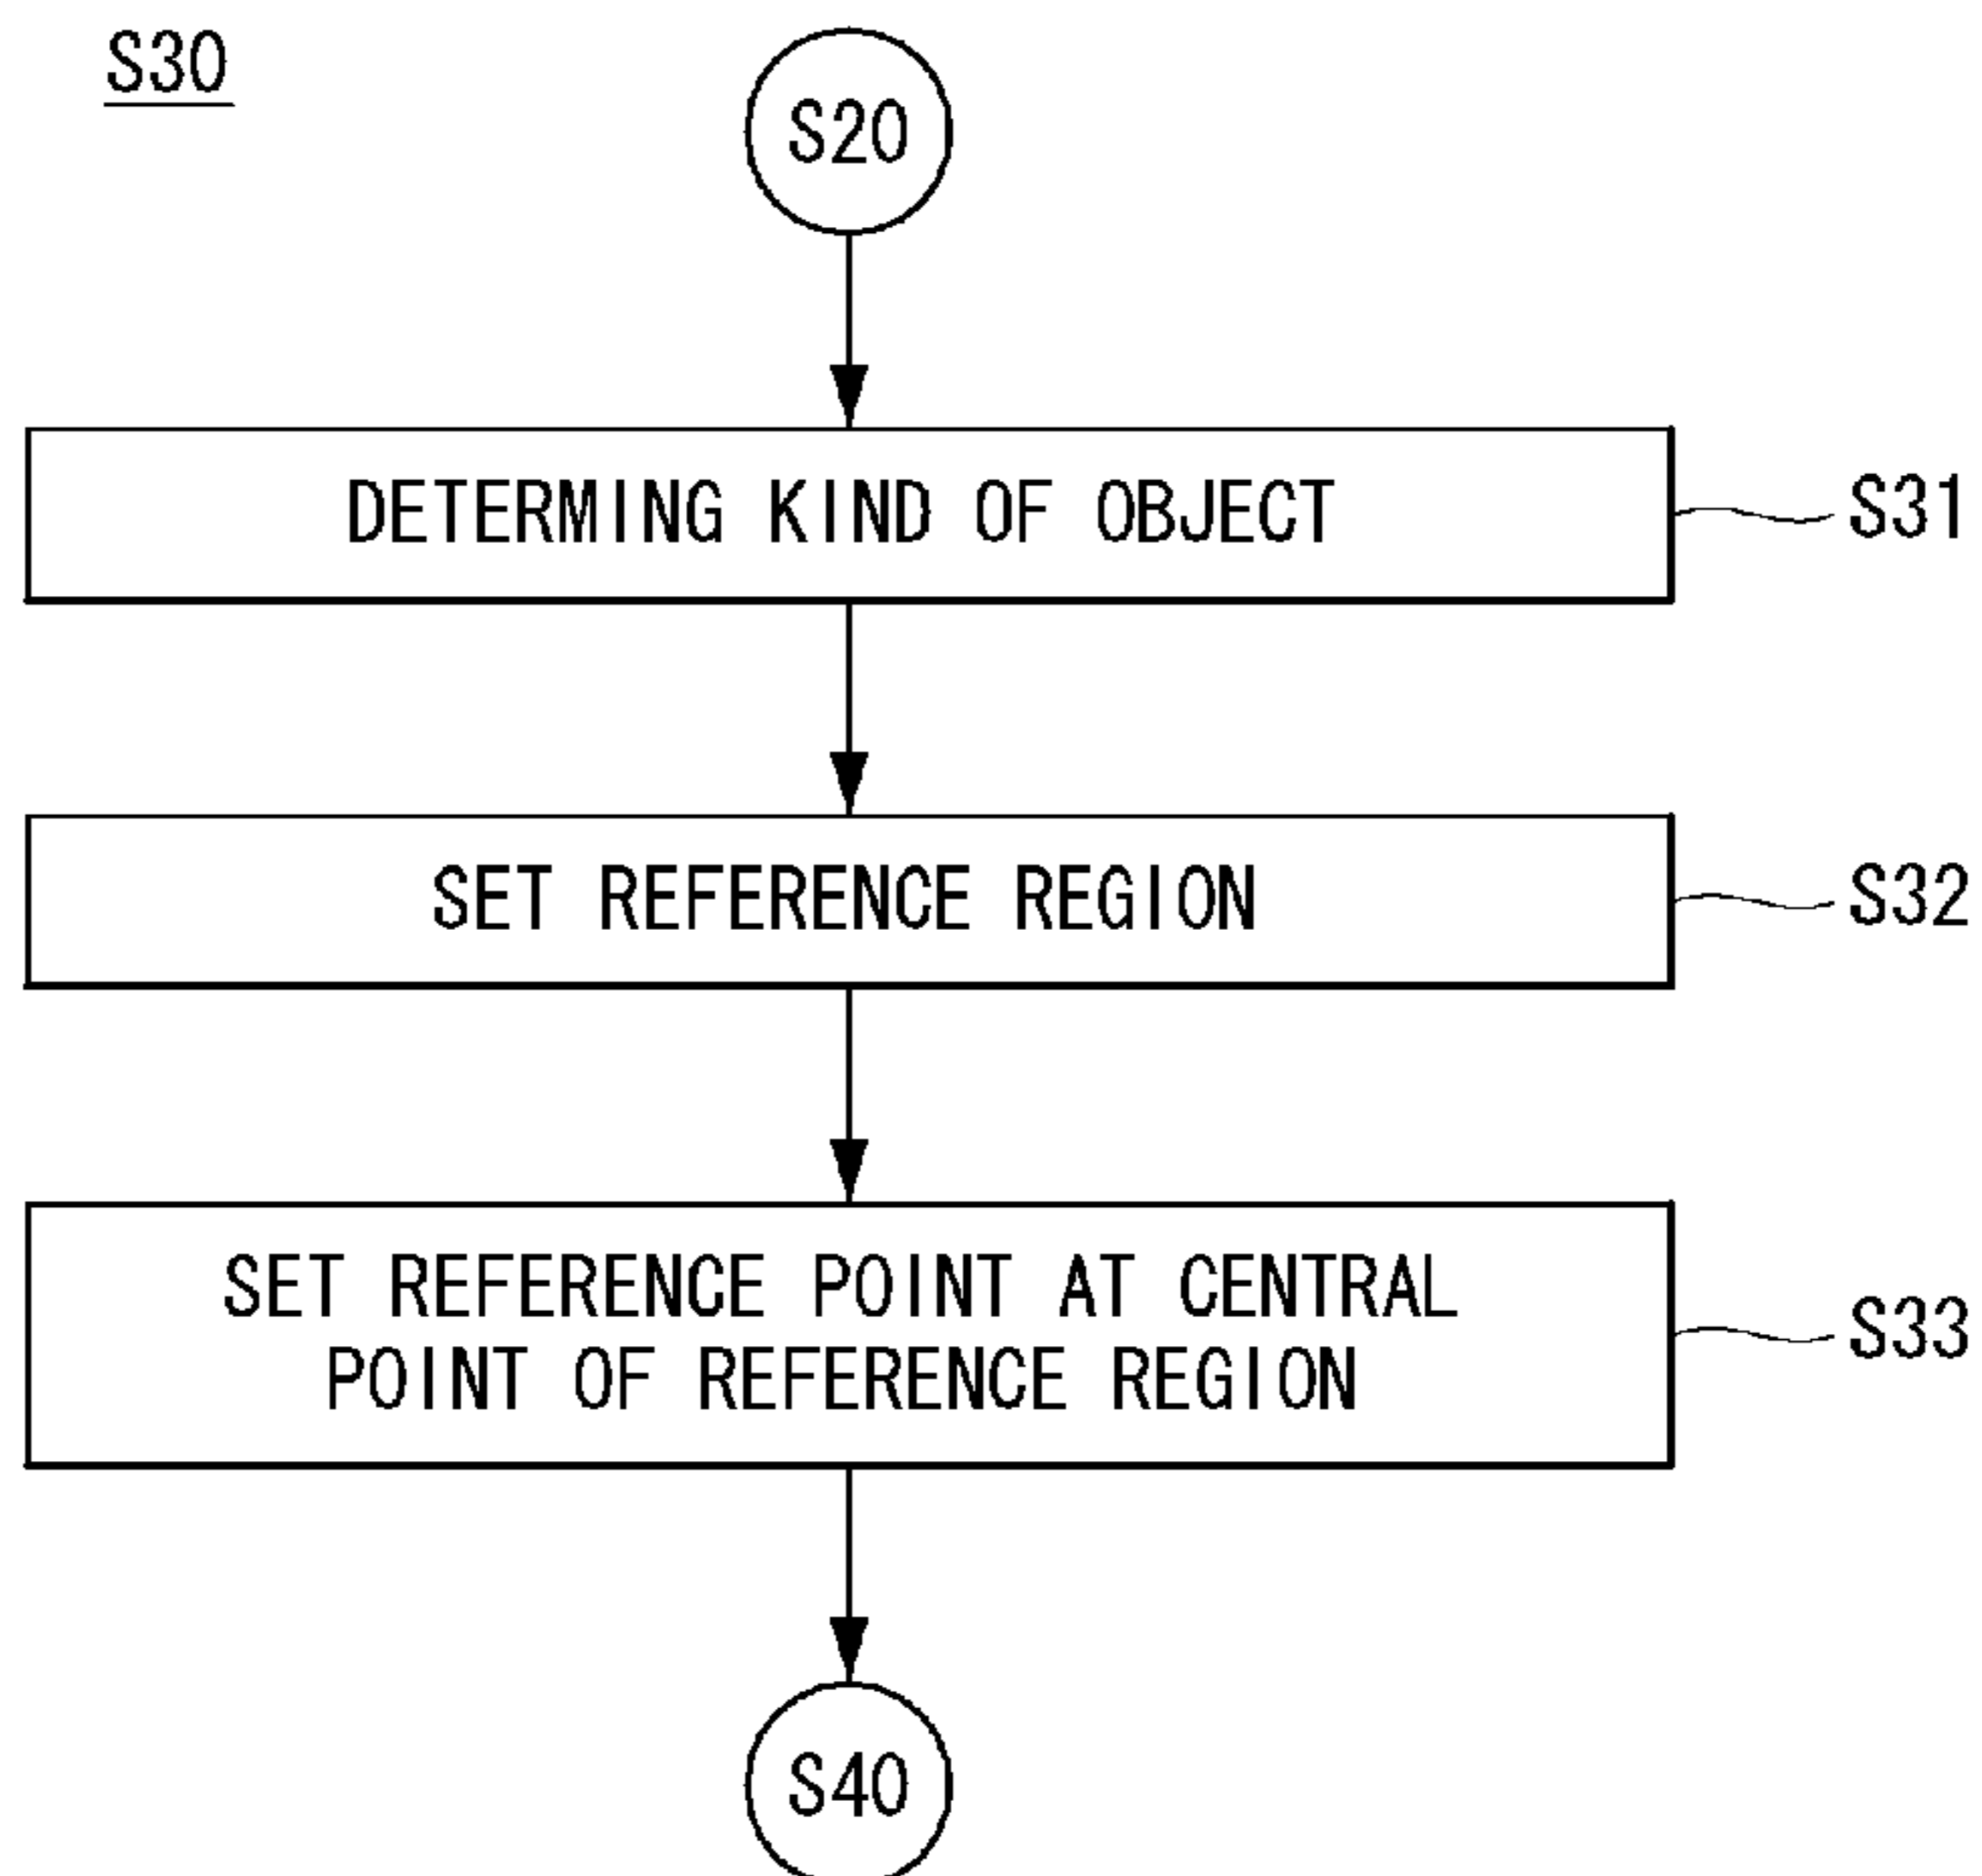 S30
S20
DETERMING KIND OF OBJECT
S31
SET REFERENCE REGION
S32
SET REFERENCE POINT AT CENTRAL
POINT OF REFERENCE REGION
S33
S40